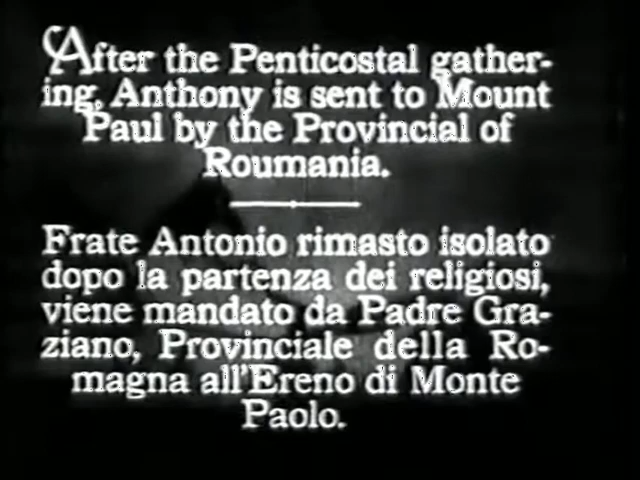 After the Penticostal gather-
ing, Anthony is sent to Mount
Paul by the Provincial of
Roumania.
Frate Antonio rimasto isolato
dopo la partenza dei religiosi,
viene mandato da Padre Gra-
ziano, Provinciale della Ro-
magna all'Ereno di Monte
Paolo.